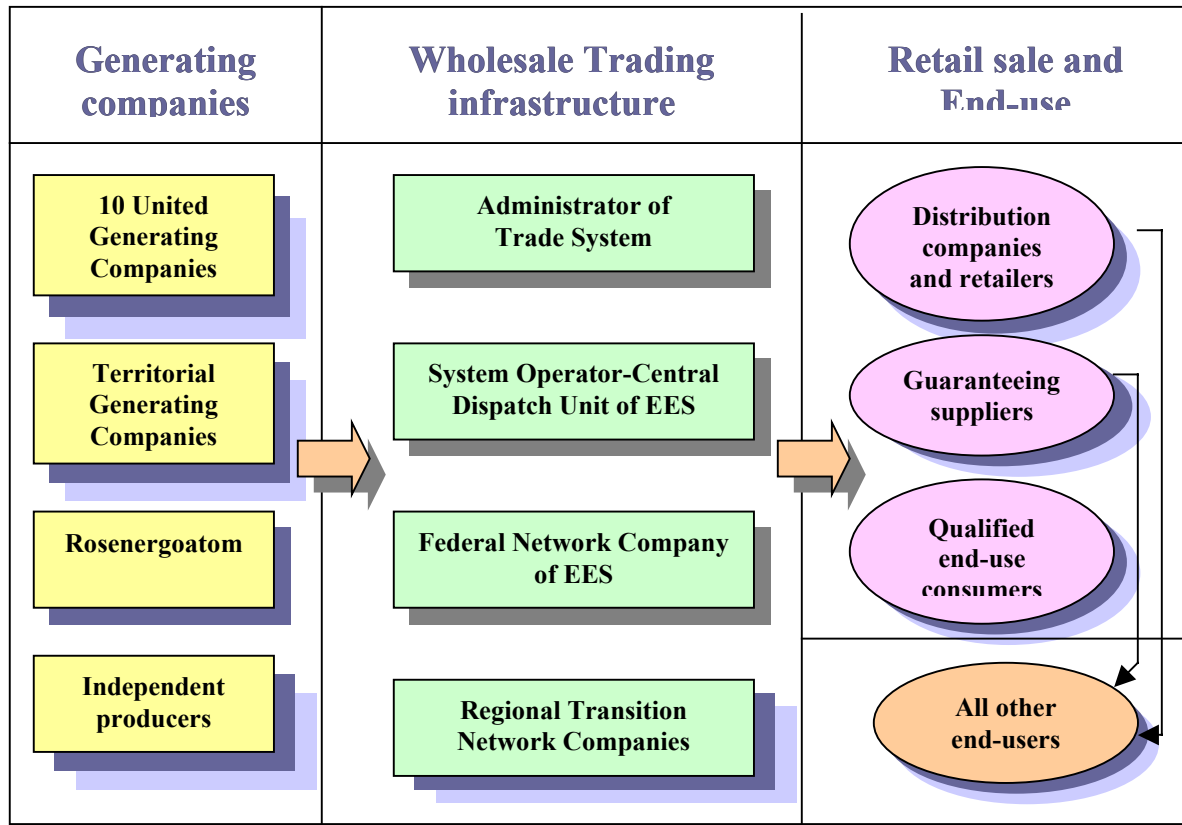 Generating
companies
Wholesale Trading
infrastructure
Retail sale and
End-use
10 United
Generating
Companies
Territorial
Generating
Companies
Rosenergoatom
Independent
producers
Administrator of
Trade System
System Operator-Central
Dispatch Unit of EES
Federal Network Company
of EES
Regional Transition
Network Companies
Distribution
companies
and retailers
Guaranteeing
suppliers
Qualified
end-use
consumers
All other
end-users